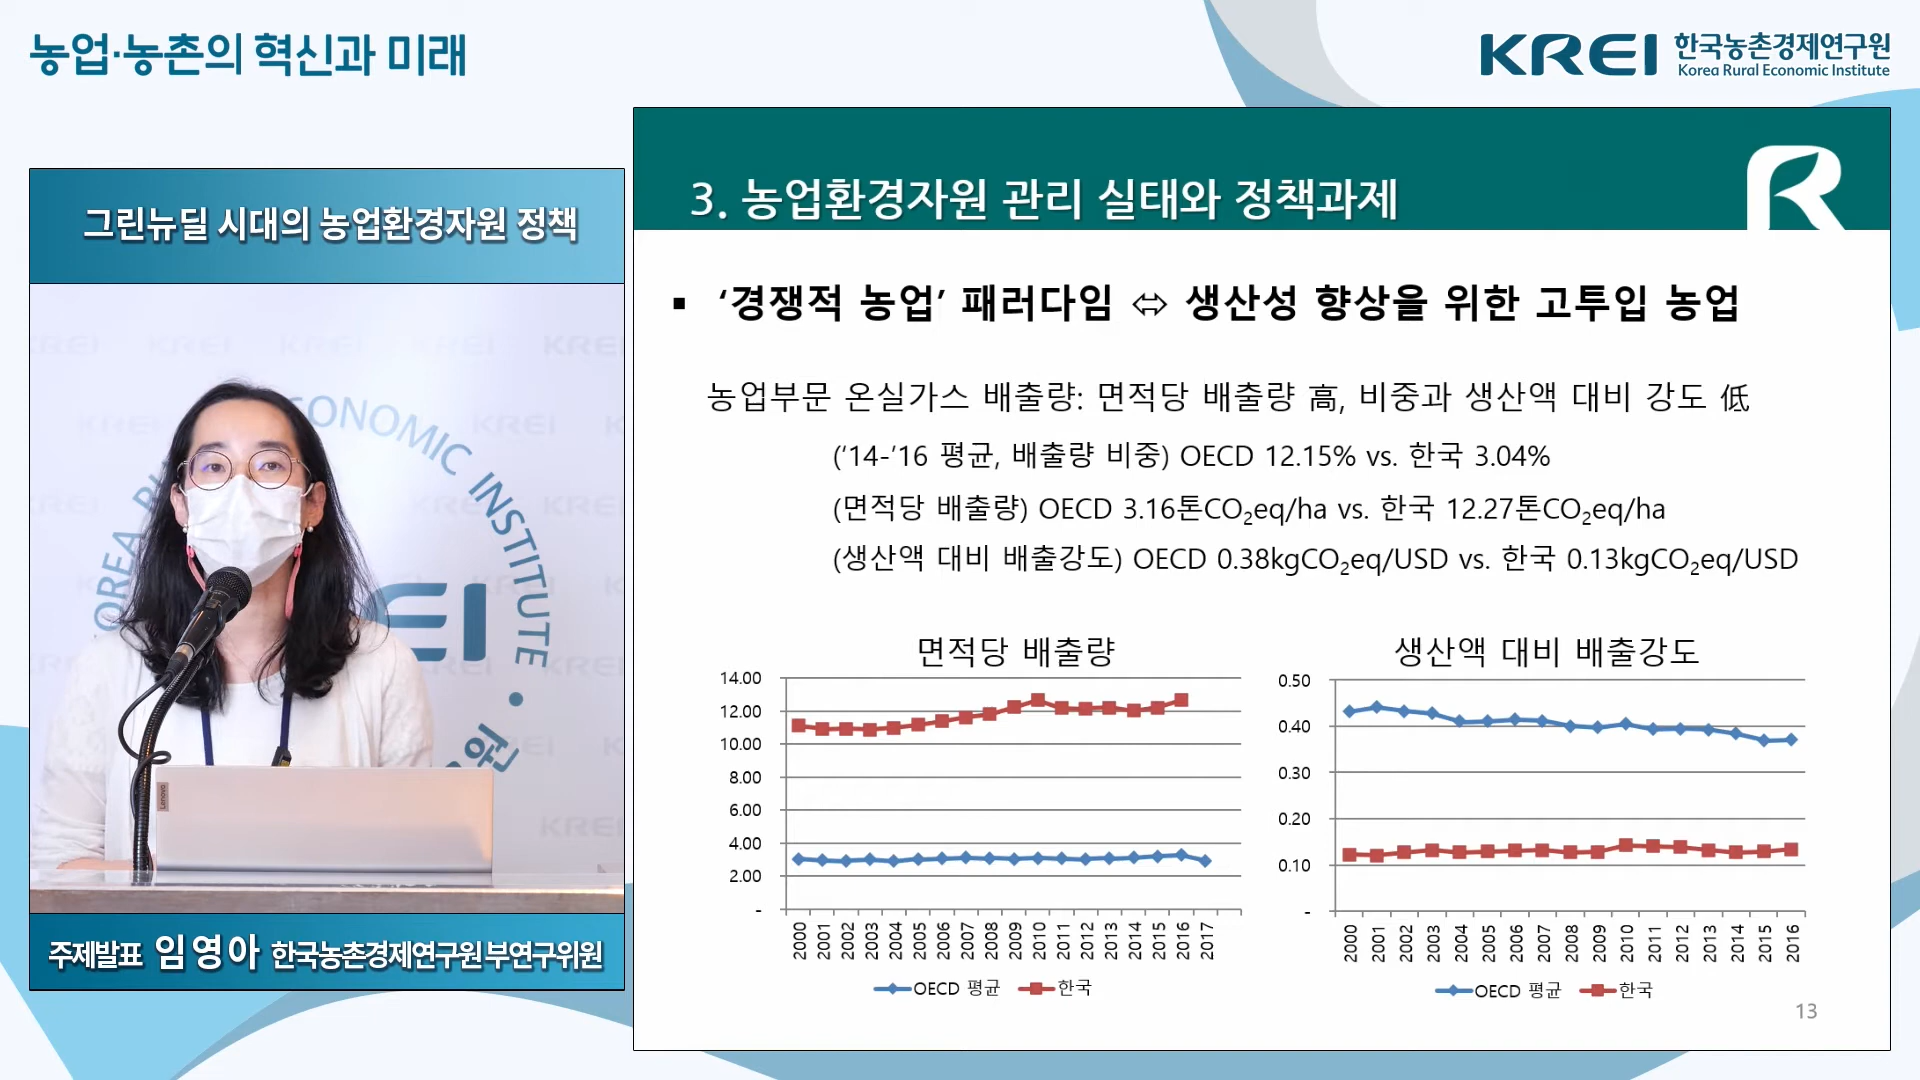 농업·농촌의 혁신과 미래
KREI 한국농촌경제연구원
Korea Rural Economic Institute
그린뉴딜 시대의 농업환경자원 정책
KREI
ECONOMIC INSTITUTE
KOREA
원
Lenovo
주제발표 임영아 한국농촌경제연구원 부연구위원
3. 농업환경자원 관리 실태와 정책과제
▪ ‘경쟁적 농업’ 패러다임 ⇔ 생산성 향상을 위한 고투입 농업
농업부문 온실가스 배출량: 면적당 배출량 高, 비중과 생산액 대비 강도 低
(‘14-’16 평균, 배출량 비중) OECD 12.15% vs. 한국 3.04%
(면적당 배출량) OECD 3.16톤CO₂eq/ha vs. 한국 12.27톤CO₂eq/ha
(생산액 대비 배출강도) OECD 0.38kgCO₂eq/USD vs. 한국 0.13kgCO₂eq/USD
면적당 배출량
14.00
12.00
10.00
8.00
6.00
4.00
2.00
-
2000 2001 2002 2003 2004 2005 2006 2007 2008 2009 2010 2011 2012 2013 2014 2015 2016 2017
OECD 평균 한국
생산액 대비 배출강도
0.50
0.40
0.30
0.20
0.10
-
2000 2001 2002 2003 2004 2005 2006 2007 2008 2009 2010 2011 2012 2013 2014 2015 2016
OECD 평균 한국
13